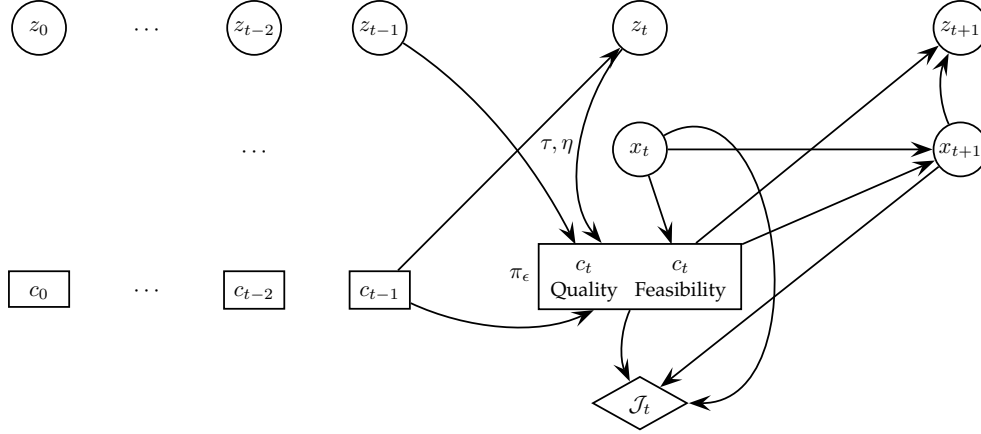 z_0 ... z_{t−2} z_{t−1} z_t z_{t+1}
... τ, η x_t x_{t+1}
c_0 ... c_{t−2} c_{t−1} π_ϵ c_t c_t
Quality Feasibility
𝒥_t